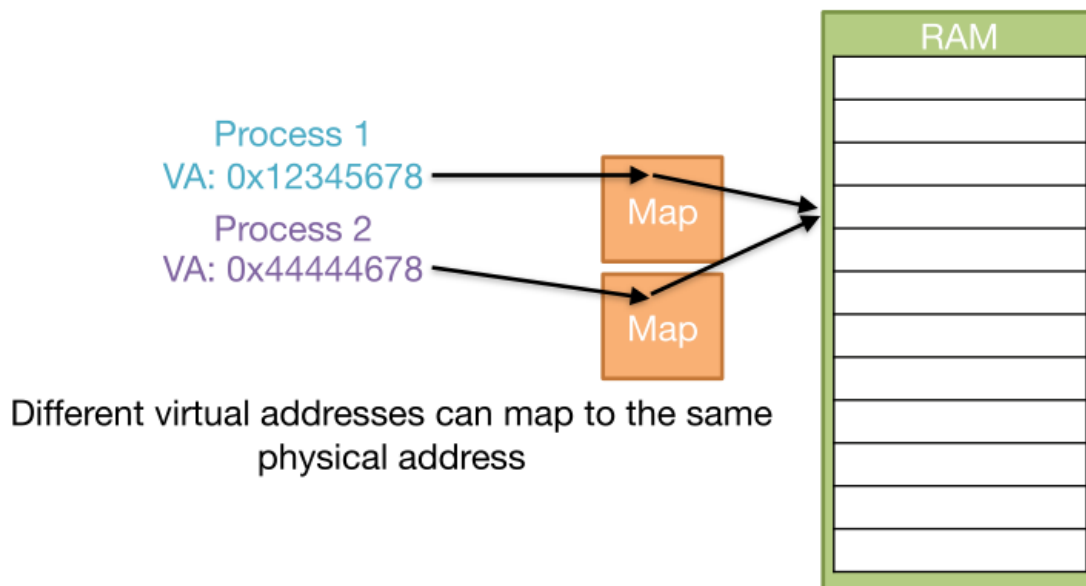 RAM
Process 1
VA: 0x12345678
Process 2
VA: 0x44444678
Map
Map
Different virtual addresses can map to the same
physical address